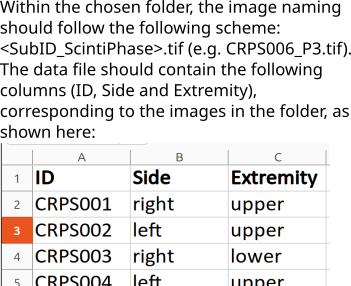 Within the chosen folder, the image naming
should follow the following scheme:
<SubID_ScintiPhase>.tif (e.g. CRPS006_P3.tif).
The data file should contain the following
columns (ID, Side and Extremity),
corresponding to the images in the folder, as
shown here:
A B C
1 ID Side Extremity
2 CRPS001 right upper
3 CRPS002 left upper
4 CRPS003 right lower
5 CRPS004 left upper